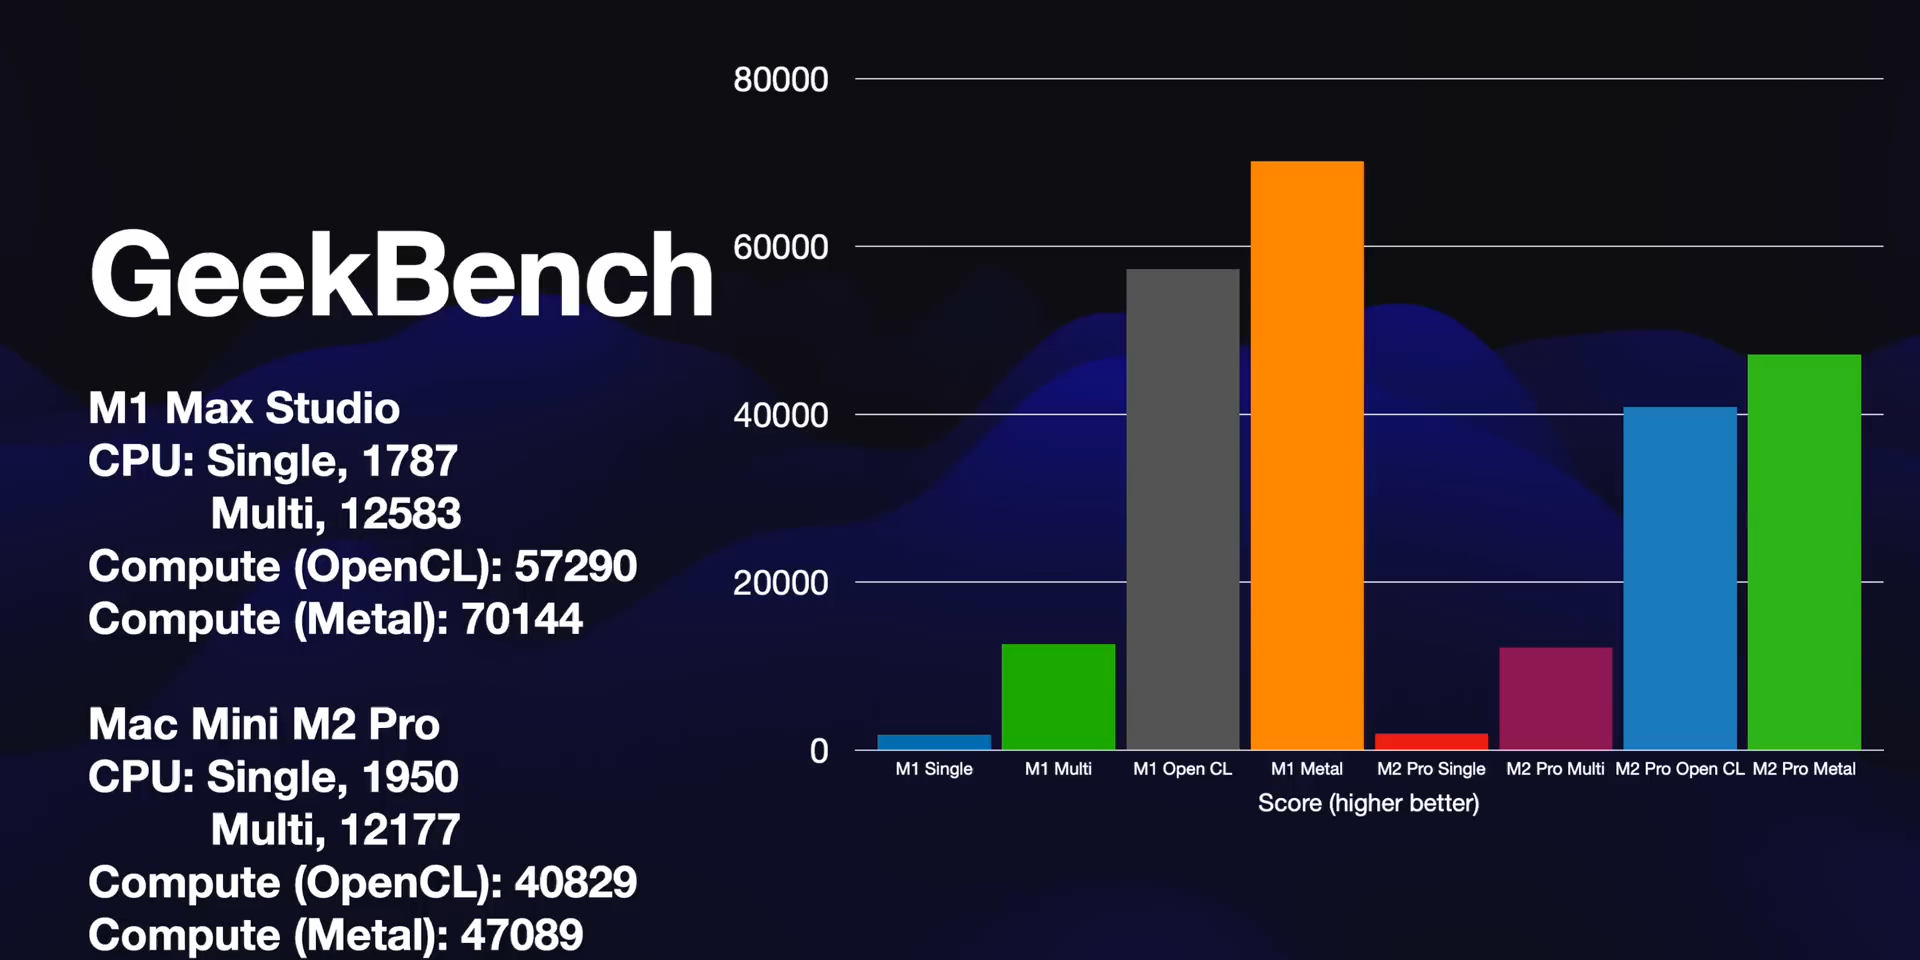 GeekBench
M1 Max Studio
CPU: Single, 1787
Multi, 12583
Compute (OpenCL): 57290
Compute (Metal): 70144
Mac Mini M2 Pro
CPU: Single, 1950
Multi, 12177
Compute (OpenCL): 40829
Compute (Metal): 47089
80000
60000
40000
20000
0
M1 Single M1 Multi M1 Open CL M1 Metal M2 Pro Single M2 Pro Multi M2 Pro Open CL M2 Pro Metal
Score (higher better)